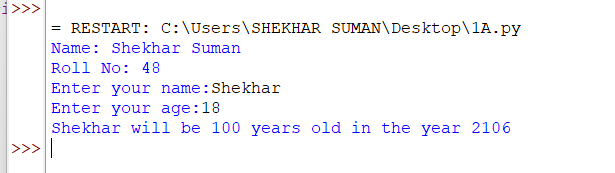 >>>
= RESTART: C:\Users\SHEKHAR SUMAN\Desktop\1A.py
Name: Shekhar Suman
Roll No: 48
Enter your name:Shekhar
Enter your age:18
Shekhar will be 100 years old in the year 2106
>>>